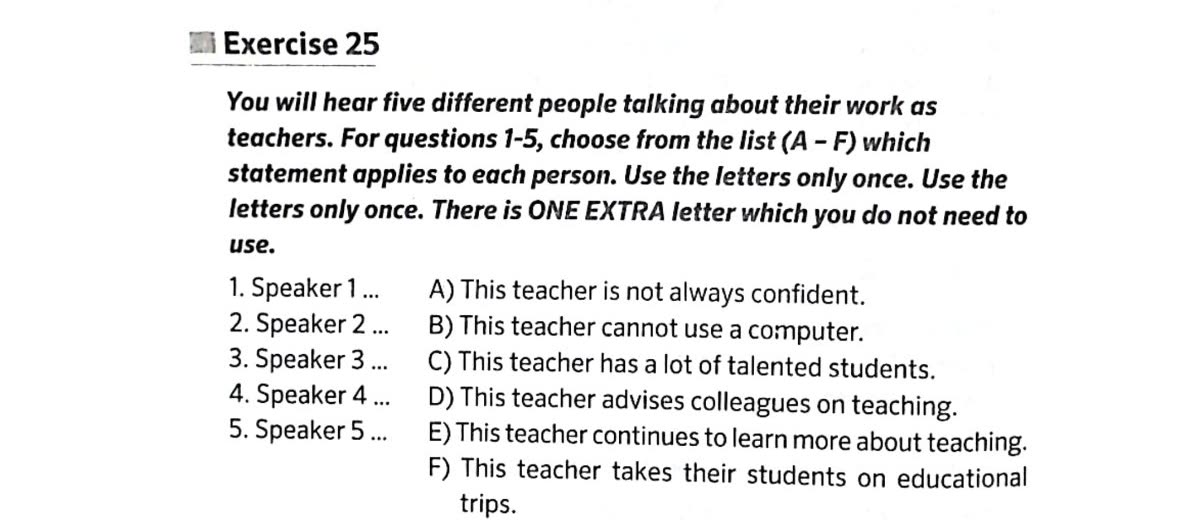 Exercise 25
You will hear five different people talking about their work as
teachers. For questions 1-5, choose from the list (A – F) which
statement applies to each person. Use the letters only once. Use the
letters only once. There is ONE EXTRA letter which you do not need to
use.
1. Speaker 1 ... A) This teacher is not always confident.
2. Speaker 2 ... B) This teacher cannot use a computer.
3. Speaker 3 ... C) This teacher has a lot of talented students.
4. Speaker 4 ... D) This teacher advises colleagues on teaching.
5. Speaker 5 ... E) This teacher continues to learn more about teaching.
F) This teacher takes their students on educational
trips.